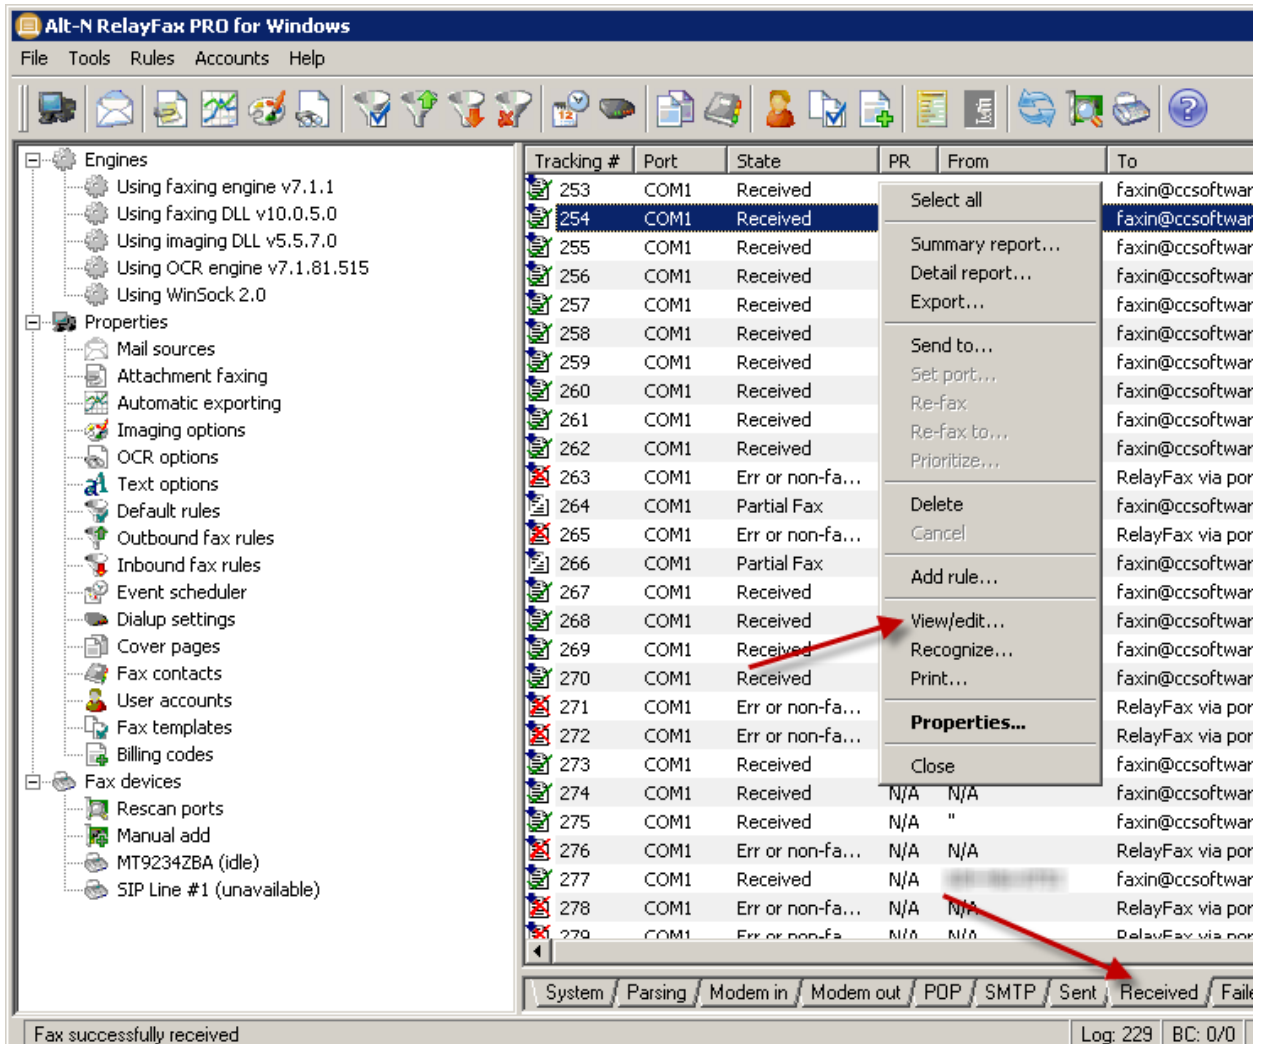 Alt-N RelayFax PRO for Windows
File Tools Rules Accounts Help
Engines
Using faxing engine v7.1.1
Using faxing DLL v10.0.5.0
Using imaging DLL v5.5.7.0
Using OCR engine v7.1.81.515
Using WinSock 2.0
Properties
Mail sources
Attachment faxing
Automatic exporting
Imaging options
OCR options
Text options
Default rules
Outbound fax rules
Inbound fax rules
Event scheduler
Dialup settings
Cover pages
Fax contacts
User accounts
Fax templates
Billing codes
Fax devices
Rescan ports
Manual add
MT9234ZBA (idle)
SIP Line #1 (unavailable)
Tracking # Port State PR From To
253 COM1 Received faxin@ccsoftwar
254 COM1 Received faxin@ccsoftwar
255 COM1 Received faxin@ccsoftwar
256 COM1 Received faxin@ccsoftwar
257 COM1 Received faxin@ccsoftwar
258 COM1 Received faxin@ccsoftwar
259 COM1 Received faxin@ccsoftwar
260 COM1 Received faxin@ccsoftwar
261 COM1 Received faxin@ccsoftwar
262 COM1 Received faxin@ccsoftwar
263 COM1 Err or non-fa... RelayFax via por
264 COM1 Partial Fax faxin@ccsoftwar
265 COM1 Err or non-fa... RelayFax via por
266 COM1 Partial Fax faxin@ccsoftwar
267 COM1 Received faxin@ccsoftwar
268 COM1 Received faxin@ccsoftwar
269 COM1 Received faxin@ccsoftwar
270 COM1 Received faxin@ccsoftwar
271 COM1 Err or non-fa... RelayFax via por
272 COM1 Err or non-fa... RelayFax via por
273 COM1 Received faxin@ccsoftwar
274 COM1 Received N/A N/A faxin@ccsoftwar
275 COM1 Received N/A " faxin@ccsoftwar
276 COM1 Err or non-fa... N/A N/A RelayFax via por
277 COM1 Received N/A faxin@ccsoftwar
278 COM1 Err or non-fa... N/A N/A RelayFax via por
279 COM1 Err or non-fa N/A N/A RelayFax via por
Select all
Summary report...
Detail report...
Export...
Send to...
Set port...
Re-fax
Re-fax to...
Prioritize...
Delete
Cancel
Add rule...
View/edit...
Recognize...
Print...
Properties...
Close
System Parsing Modem in Modem out POP SMTP Sent Received Faile
Fax successfully received Log: 229 BC: 0/0